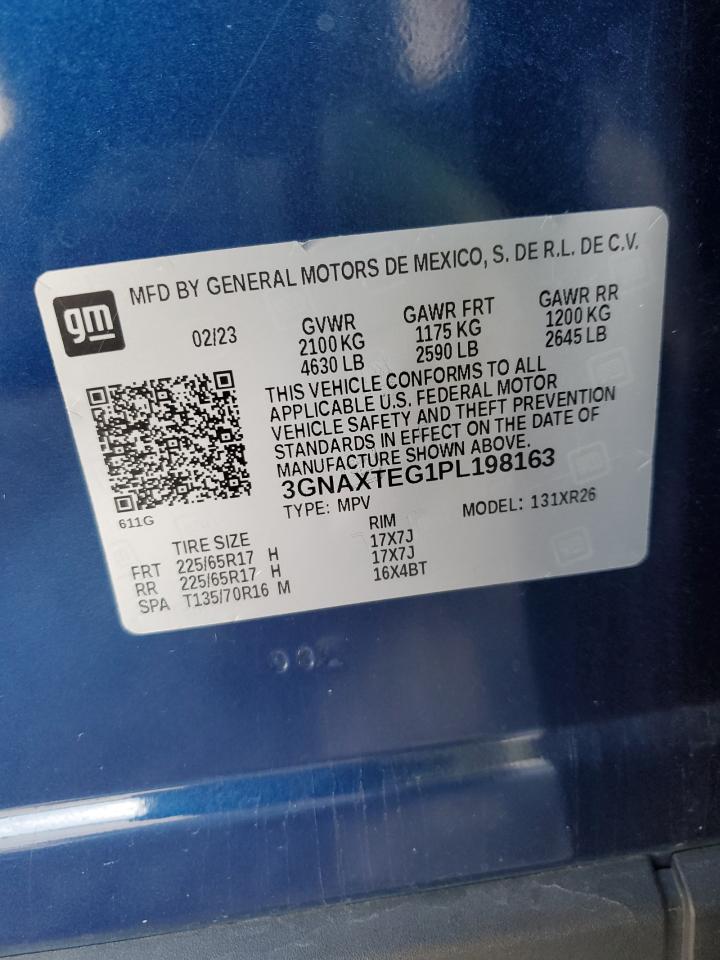 MFD BY GENERAL MOTORS DE MEXICO, S. DE R.L. DE C.V.
gm
02/23
GVWR
2100 KG
4630 LB
GAWR FRT
1175 KG
2590 LB
GAWR RR
1200 KG
2645 LB
THIS VEHICLE CONFORMS TO ALL
APPLICABLE U.S. FEDERAL MOTOR
VEHICLE SAFETY AND THEFT PREVENTION
STANDARDS IN EFFECT ON THE DATE OF
MANUFACTURE SHOWN ABOVE.
3GNAXTEG1PL198163
611G
TYPE: MPV
MODEL: 131XR26
TIRE SIZE RIM
FRT 225/65R17 H 17X7J
RR 225/65R17 H 17X7J
SPA T135/70R16 M 16X4BT